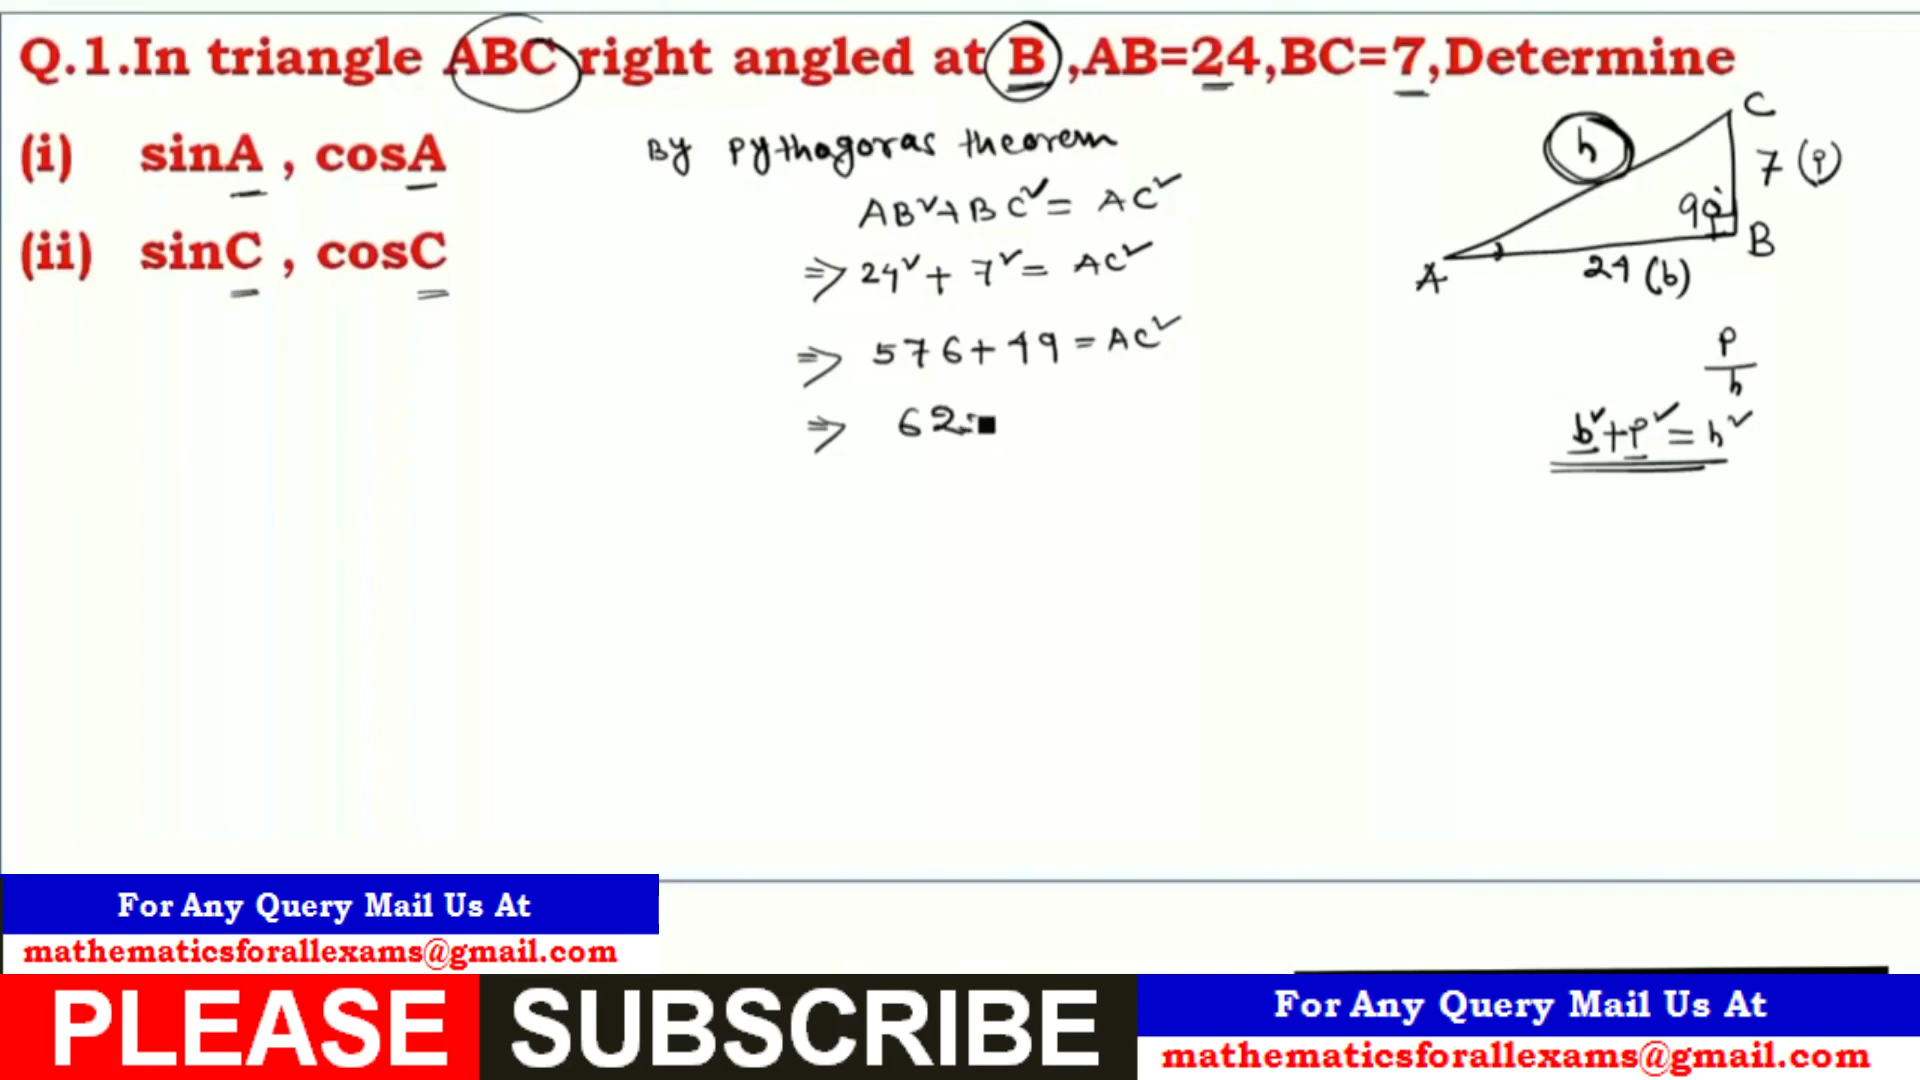 Q.1.In triangle ABC right angled at B ,AB=24,BC=7,Determine
(i) sinA , cosA
(ii) sinC , cosC
By Pythagoras theorem
AB²+BC²= AC²
⇒ 24² + 7² = AC²
⇒ 576+49 = AC²
⇒ 62
C
h
7 (p)
90°
B
A
24 (b)
p
h
b²+p² = h²
For Any Query Mail Us At
mathematicsforallexams@gmail.com
PLEASE SUBSCRIBE
For Any Query Mail Us At
mathematicsforallexams@gmail.com